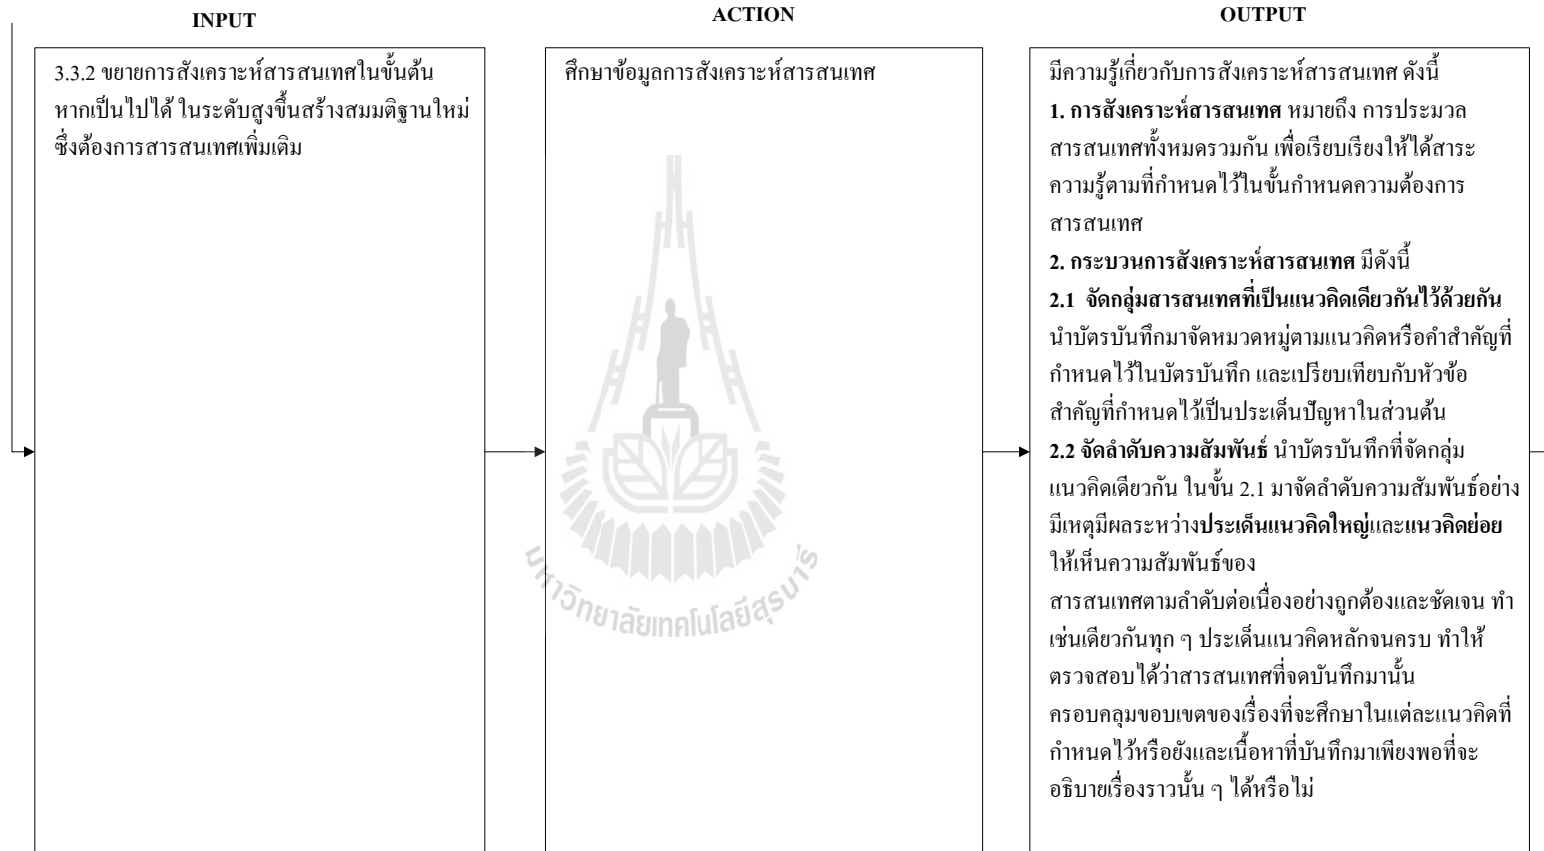 INPUT
ACTION
OUTPUT
3.3.2 ขยายการสังเคราะห์สารสนเทศในขั้นต้น
หากเป็นไปได้ ในระดับสูงขึ้นสร้างสมมติฐานใหม่
ซึ่งต้องการสารสนเทศเพิ่มเติม
ศึกษาข้อมูลการสังเคราะห์สารสนเทศ
มีความรู้เกี่ยวกับการสังเคราะห์สารสนเทศ ดังนี้
1. การสังเคราะห์สารสนเทศ หมายถึง การประมวล
สารสนเทศทั้งหมดรวมกัน เพื่อเรียบเรียงให้ได้สาระ
ความรู้ตามที่กำหนดไว้ในขั้นกำหนดความต้องการ
สารสนเทศ
2. กระบวนการสังเคราะห์สารสนเทศ มีดังนี้
2.1 จัดกลุ่มสารสนเทศที่เป็นแนวคิดเดียวกันไว้ด้วยกัน
นำบัตรบันทึกมาจัดหมวดหมู่ตามแนวคิดหรือคำสำคัญที่
กำหนดไว้ในบัตรบันทึก และเปรียบเทียบกับหัวข้อ
สำคัญที่กำหนดไว้เป็นประเด็นปัญหาในส่วนต้น
2.2 จัดลำดับความสัมพันธ์ นำบัตรบันทึกที่จัดกลุ่ม
แนวคิดเดียวกัน ในขั้น 2.1 มาจัดลำดับความสัมพันธ์อย่าง
มีเหตุมีผลระหว่างประเด็นแนวคิดใหญ่และแนวคิดย่อย
ให้เห็นความสัมพันธ์ของ
สารสนเทศตามลำดับต่อเนื่องอย่างถูกต้องและชัดเจน ทำ
เช่นเดียวกันทุก ๆ ประเด็นแนวคิดหลักจนครบ ทำให้
ตรวจสอบได้ว่าสารสนเทศที่จดบันทึกมานั้น
ครอบคลุมขอบเขตของเรื่องที่จะศึกษาในแต่ละแนวคิดที่
กำหนดไว้หรือยังและเนื้อหาที่บันทึกมาเพียงพอที่จะ
อธิบายเรื่องราวนั้น ๆ ได้หรือไม่
มหาวิทยาลัยเทคโนโลยีสุรนารี